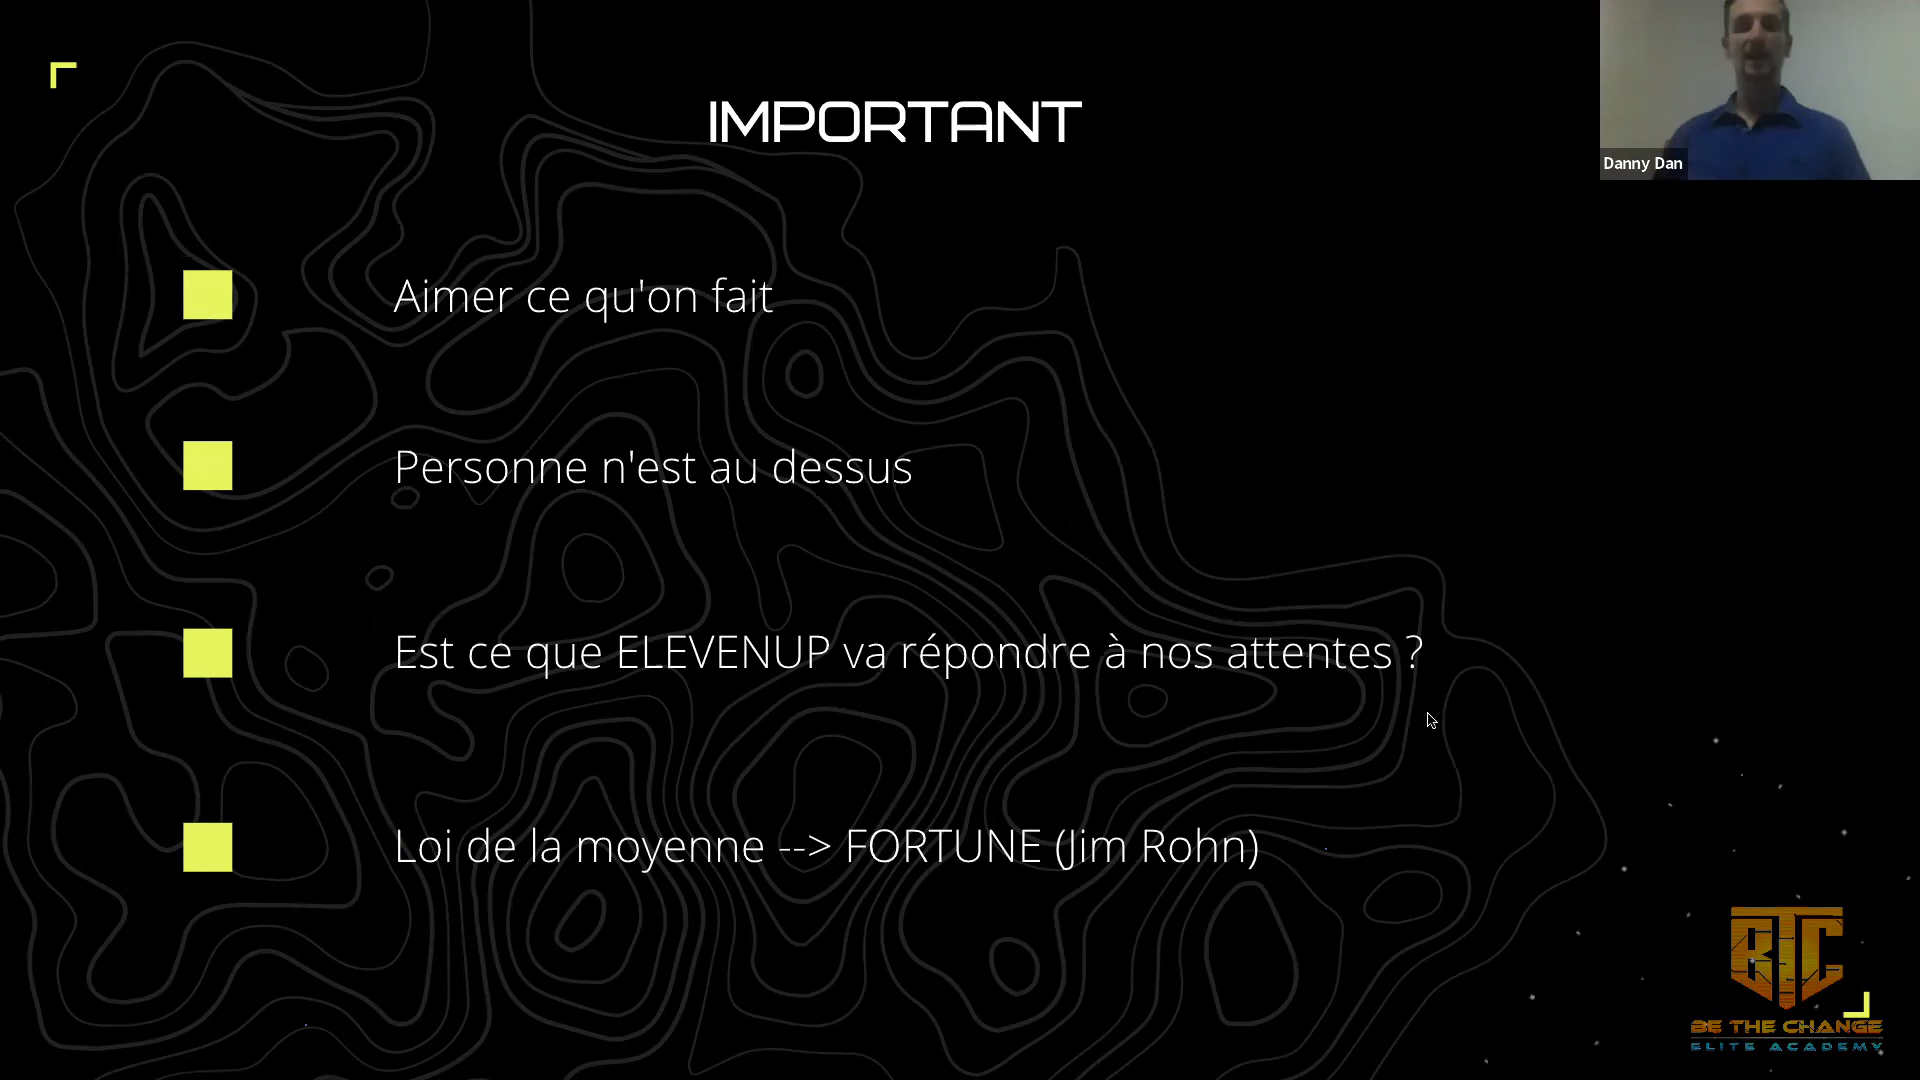 IMPORTANT
Danny Dan
Aimer ce qu'on fait
Personne n'est au dessus
Est ce que ELEVENUP va répondre à nos attentes ?
Loi de la moyenne --> FORTUNE (Jim Rohn)
BTC
BE THE CHANGE
ELITE ACADEMY